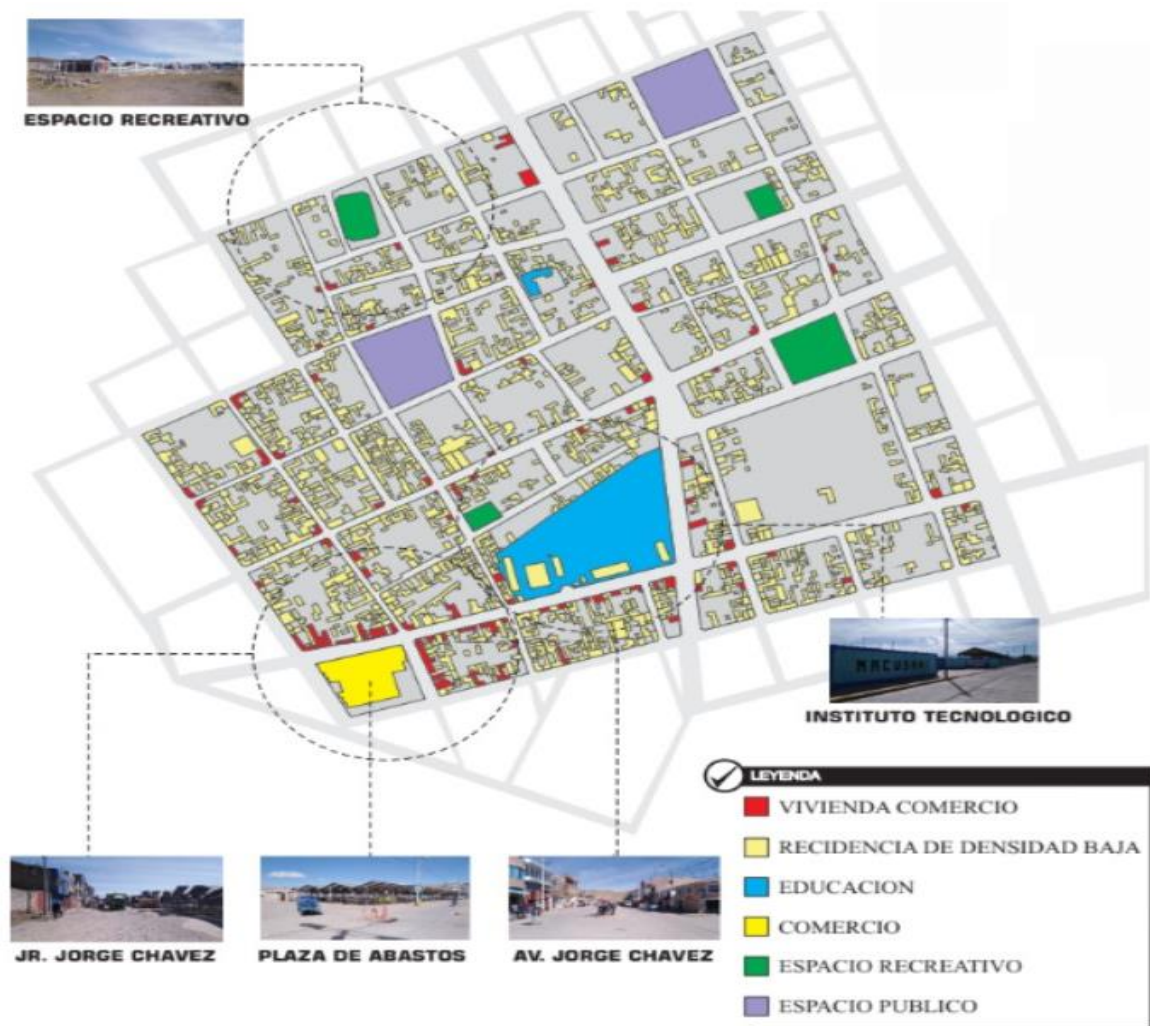 ESPACIO RECREATIVO
INSTITUTO TECNOLOGICO
JR. JORGE CHAVEZ
PLAZA DE ABASTOS
AV. JORGE CHAVEZ
LEYENDA
VIVIENDA COMERCIO
RECIDENCIA DE DENSIDAD BAJA
EDUCACION
COMERCIO
ESPACIO RECREATIVO
ESPACIO PUBLICO